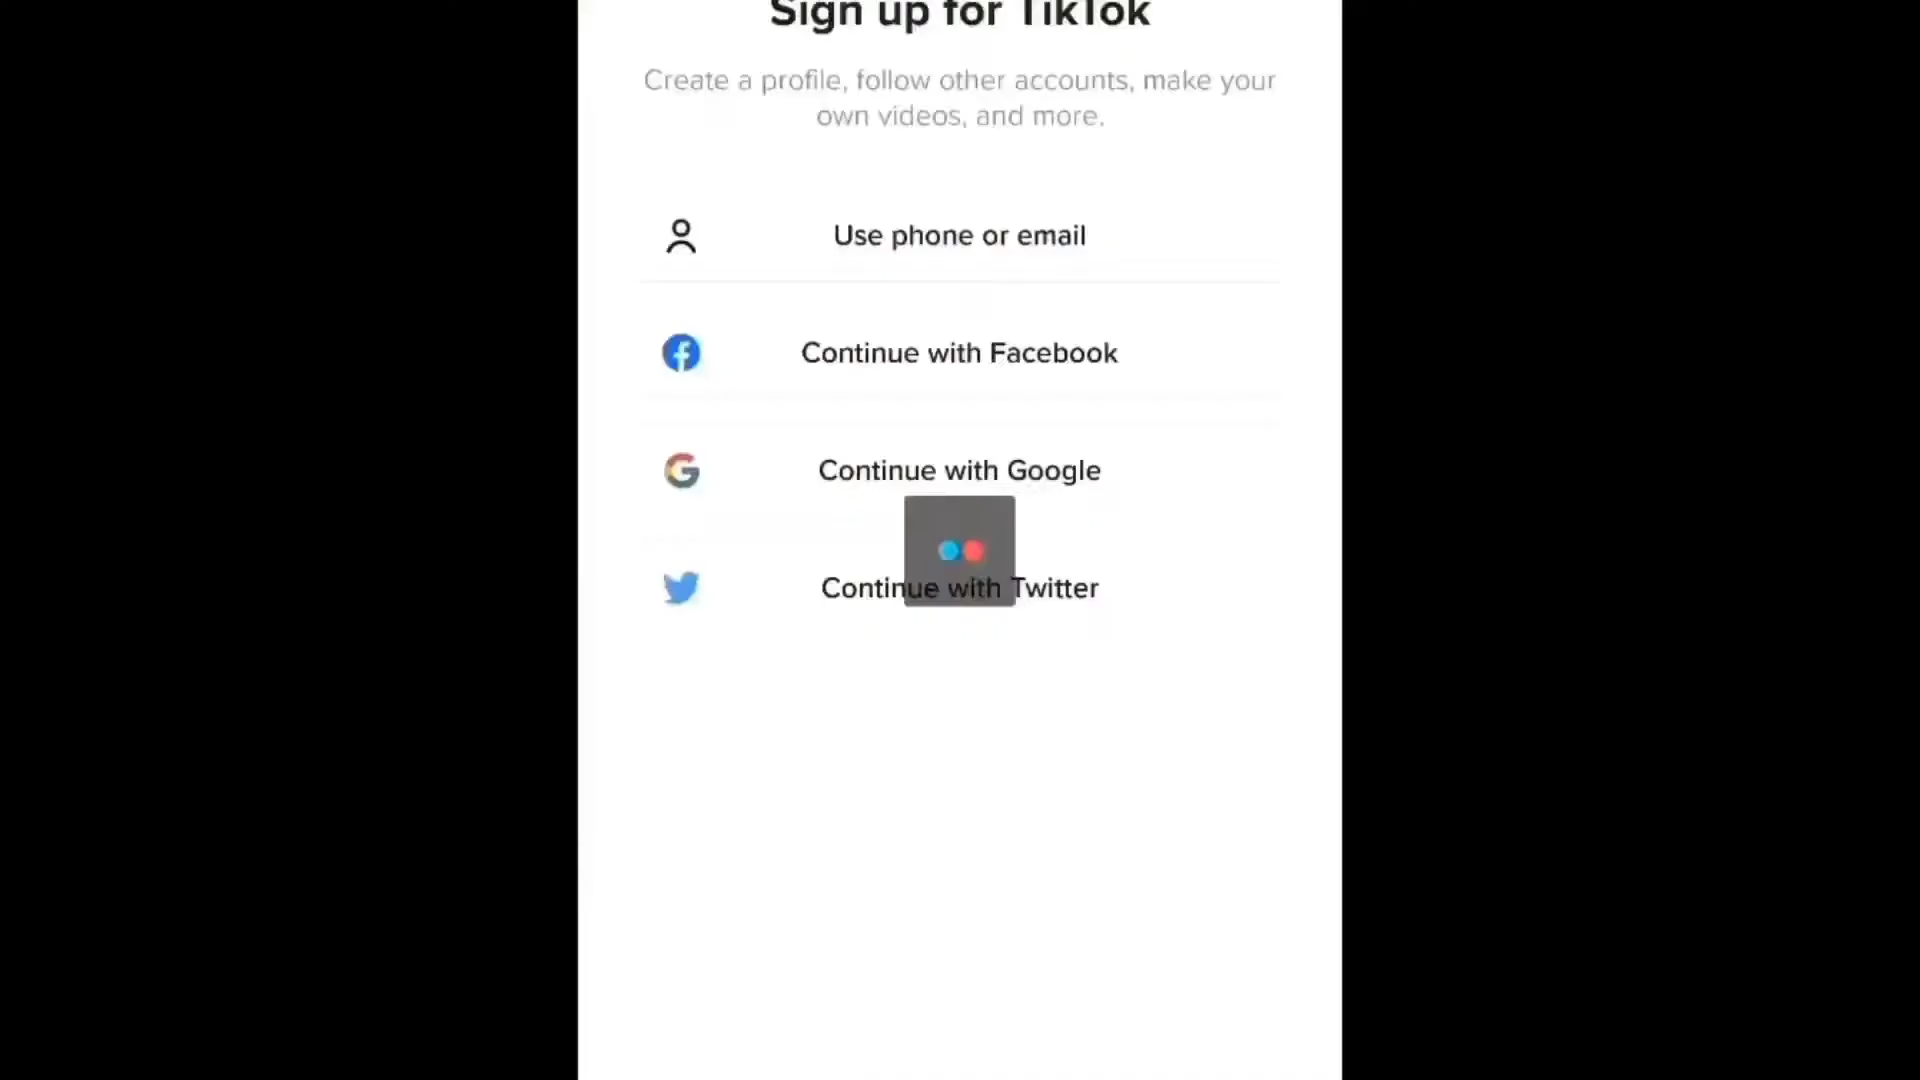 Sign up for TikTok
Create a profile, follow other accounts, make your
own videos, and more.
Use phone or email
Continue with Facebook
Continue with Google
Continue with Twitter